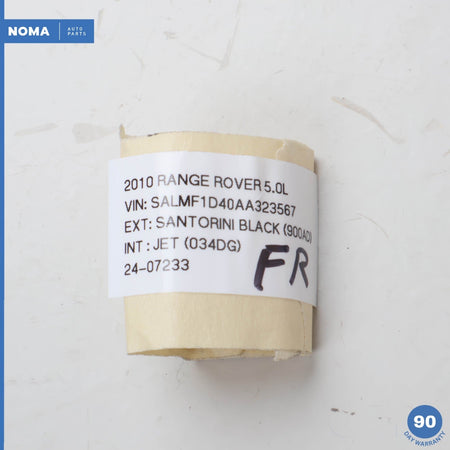 NOMA AUTO
PARTS
2010 RANGE ROVER 5.0L
VIN: SALMF1D40AA323567
EXT: SANTORINI BLACK (900AD)
INT : JET (034DG)
24-07233
FR
90
DAY WARRANTY